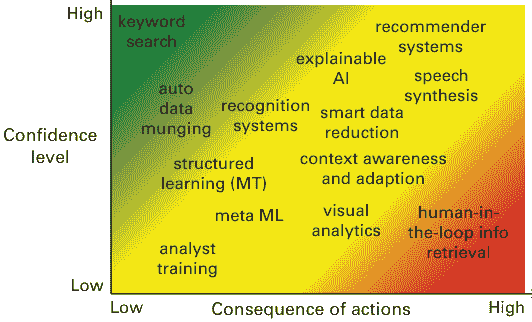 High
keyword
search
recommender
systems
explainable
AI
speech
synthesis
auto
data
munging
recognition
systems
smart data
reduction
Confidence
level
structured
learning (MT)
context awareness
and adaption
meta ML
visual
analytics
human-in-
the-loop info
retrieval
analyst
training
Low
Low
Consequence of actions
High